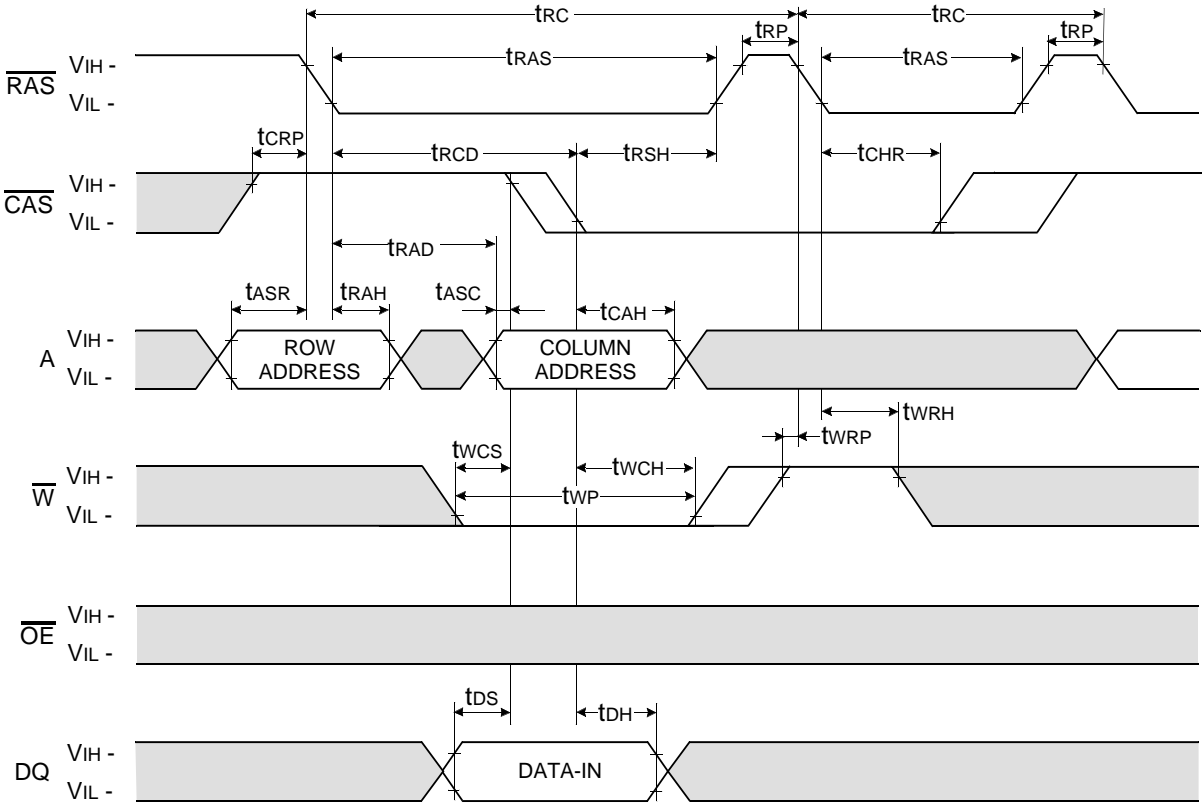 tRC tRC
tRP tRP
RAS VIH - tRAS tRAS
VIL -
tCRP tRCD tRSH tCHR
CAS VIH -
VIL -
tRAD
tASR tRAH tASC tCAH
A VIH - ROW COLUMN
VIL - ADDRESS ADDRESS
tWRH
tWRP
tWCS tWCH
W VIH - tWP
VIL -
OE VIH -
VIL -
tDS tDH
DQ VIH - DATA-IN
VIL -